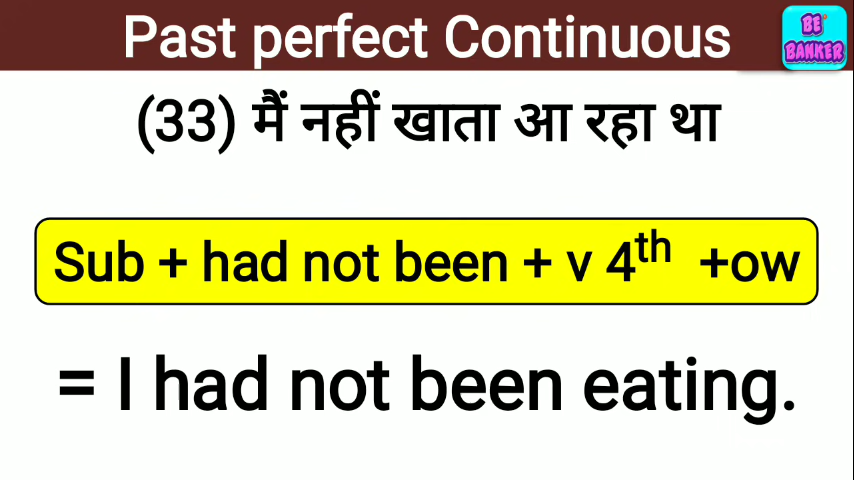 Past perfect Continuous
BE
BANKER
(33) मैं नहीं खाता आ रहा था
Sub + had not been + v 4th +ow
= I had not been eating.